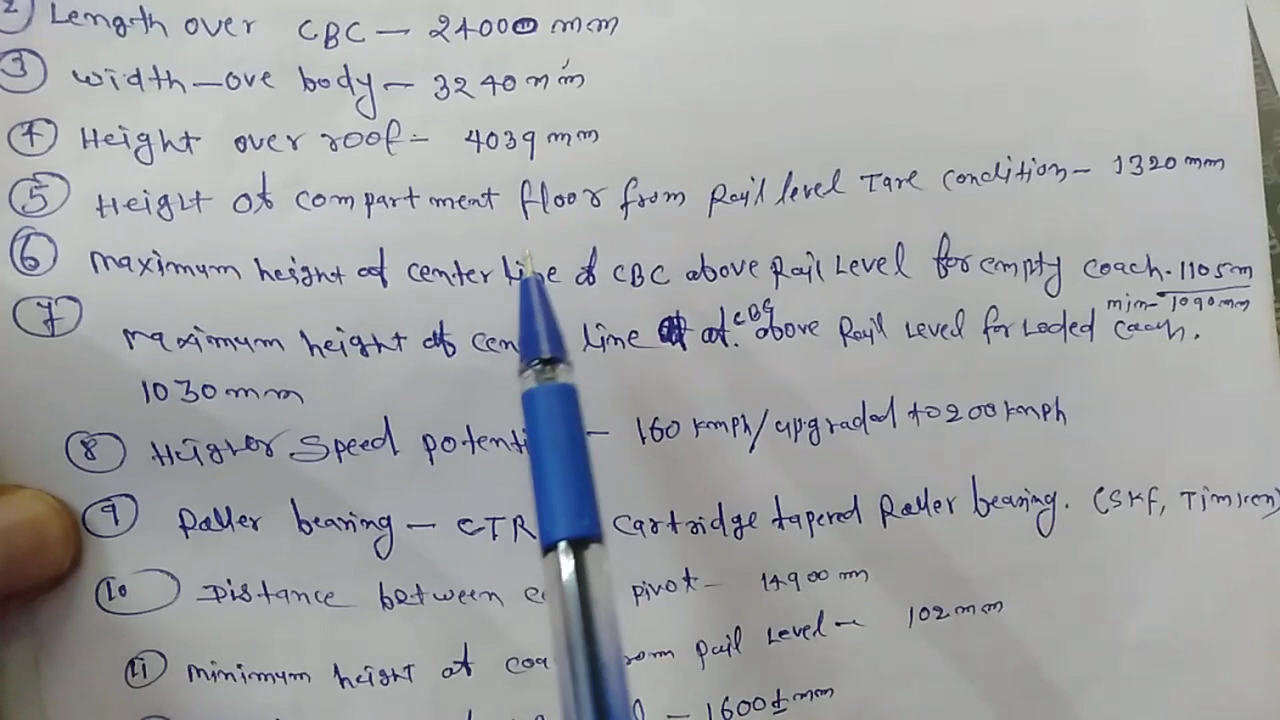 2 Length over CBC - 24000 mm
3 width-ove body - 3240 mm
4 Height over roof - 4039 mm
5 Height of compartment floor from Rail level Tare condition - 1320 mm
6 maximum height of center line of CBC above Rail Level for empty coach. 1105m
min - 1090 mm
7 maximum height of cen line of. CBC above Rail Level for Loded Coach.
1030 mm
8 Higher Speed potenti - 160 kmph/upgraded to 200 kmph
9 Roller bearing - CTR Cartridge tapered Roller bearing. (SKF, Timken)
10 Distance between pivot - 14900 m
11 minimum height of coa rom Rail Level - 102 mm
- 1600± mm